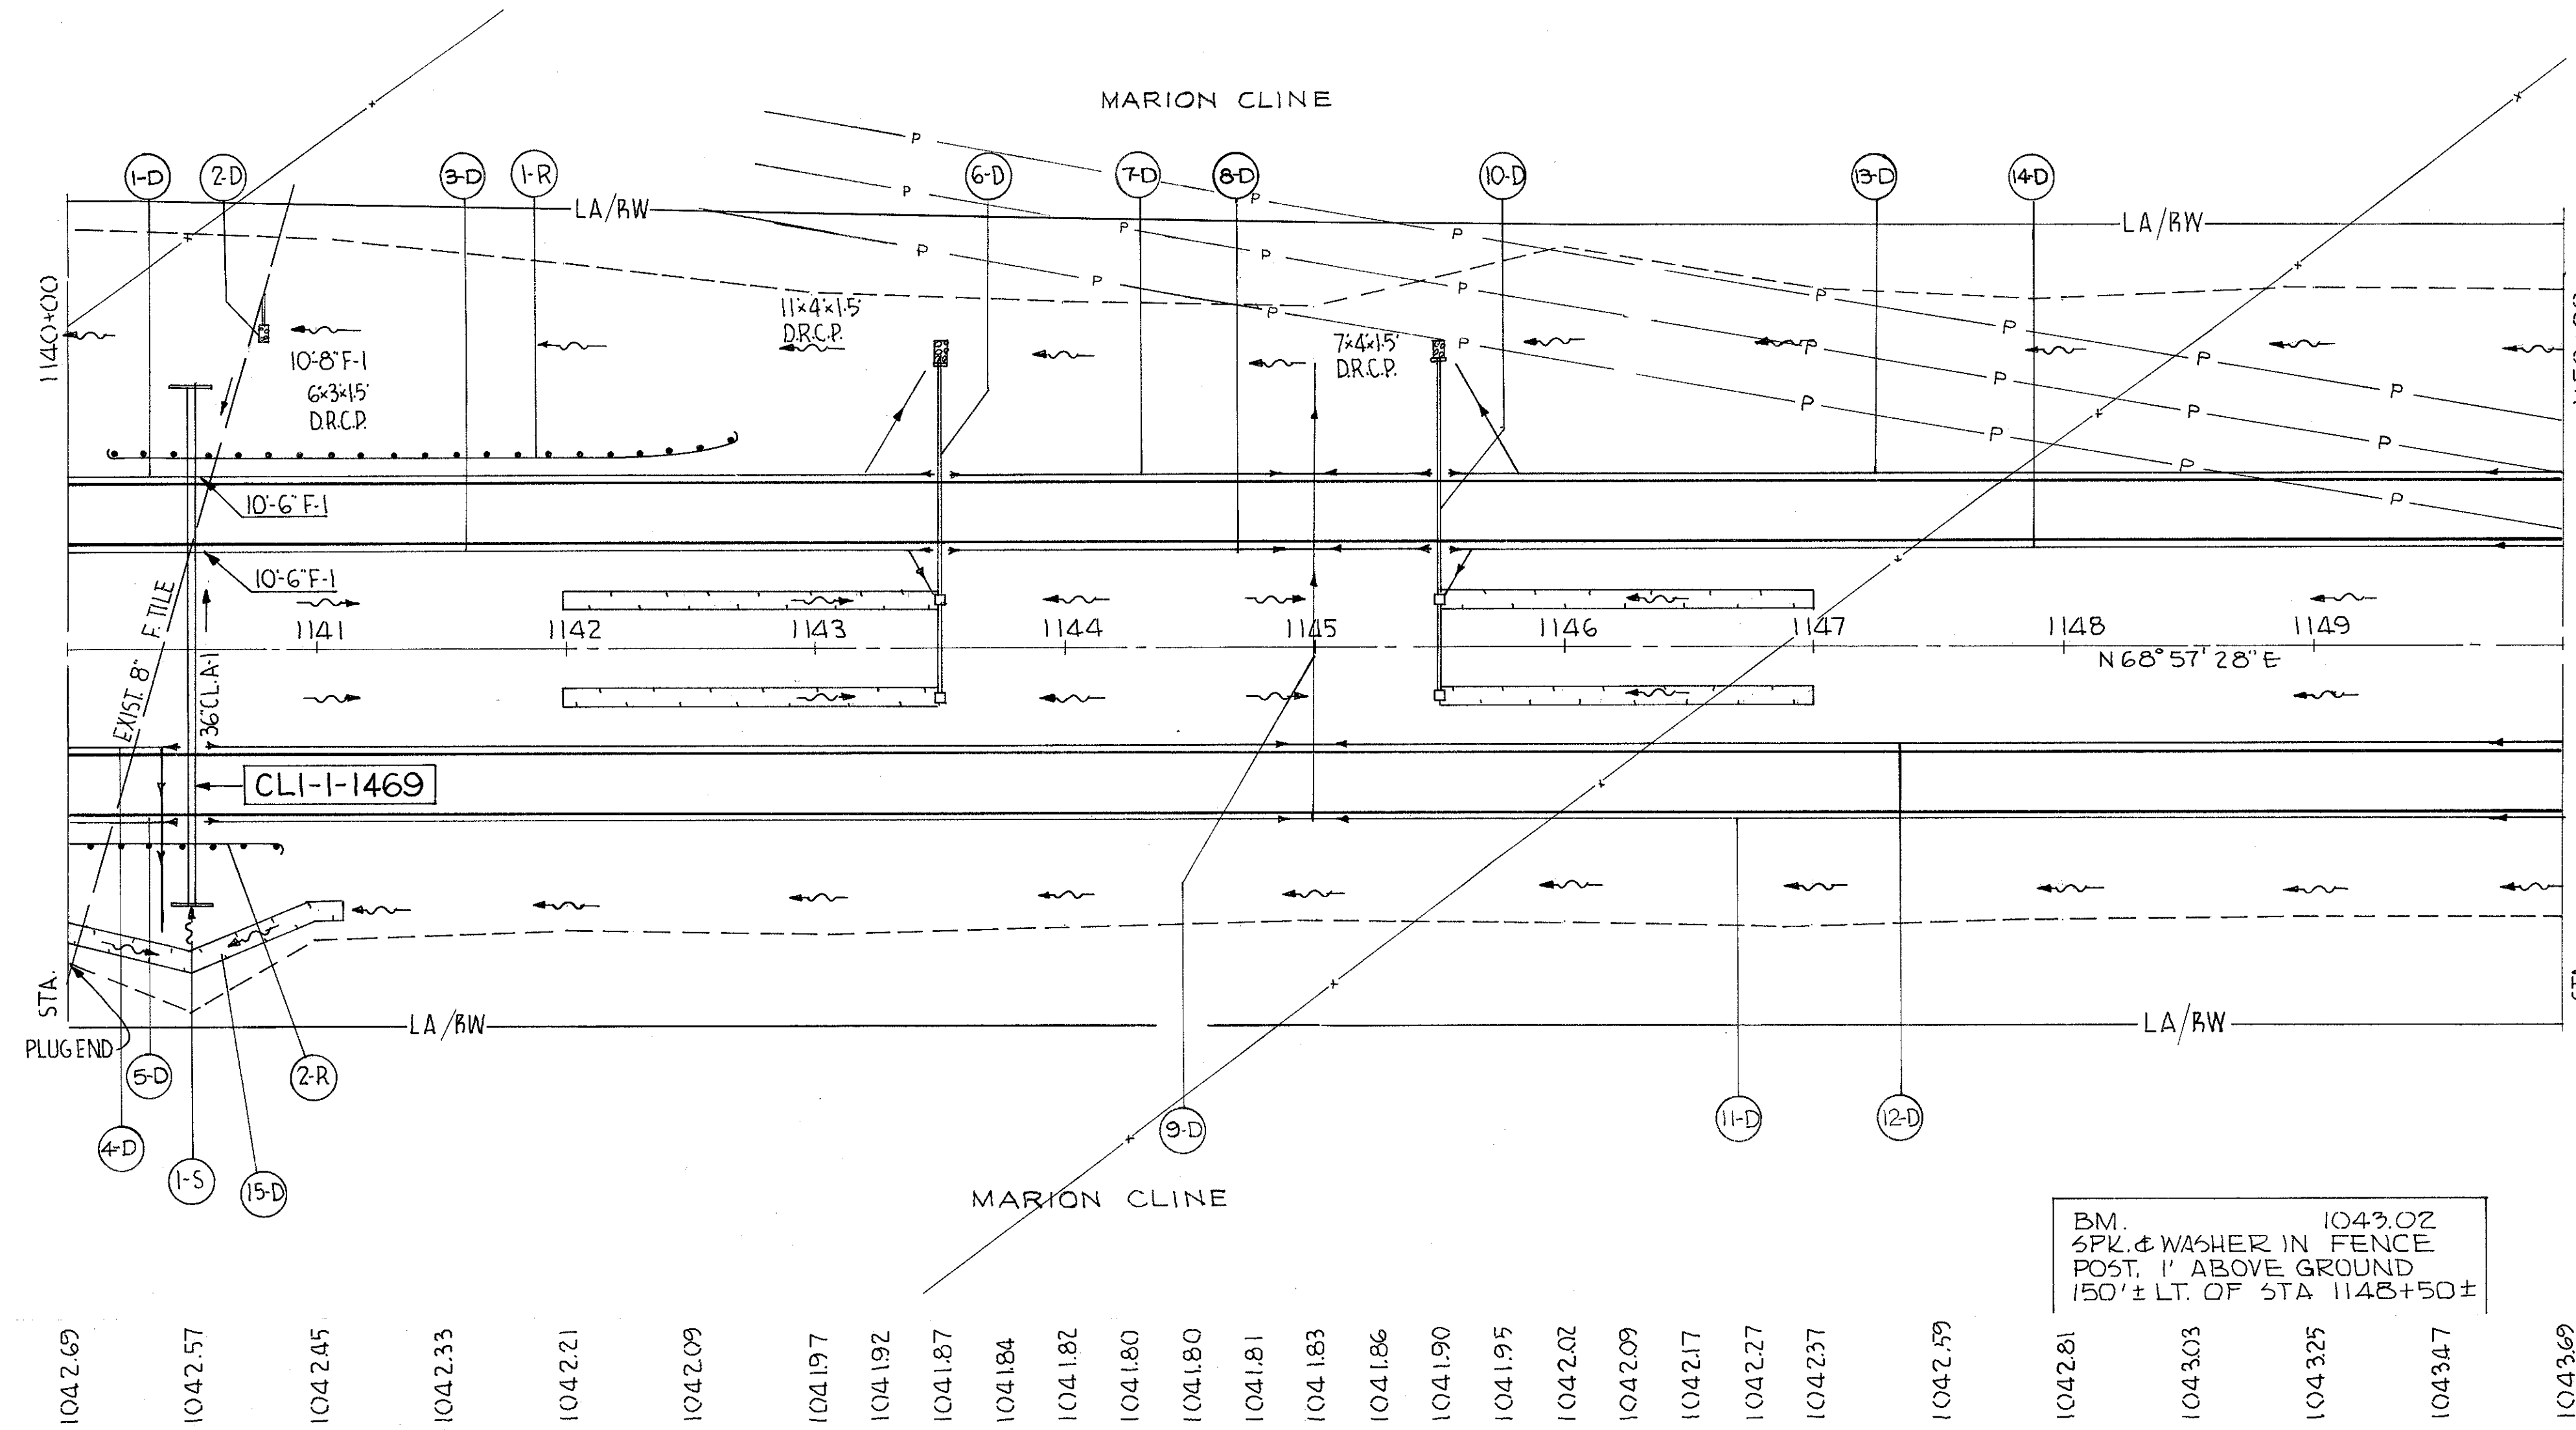 MARION CLINE
1-D
2-D
3-D
1-R
6-D
7-D
8-D
10-D
13-D
14-D
LA/RW
LA/RW
P P P P P P P P P P P P P P P P P P P P P P P P P P
1140+00
10'-8" F-1
6'x3'x1.5'
D.R.C.P.
11'x4'x1.5'
D.R.C.P.
7'x4'x1.5'
D.R.C.P.
10'-6" F-1
10'-6" F-1
EXIST. 8" F. TILE
36" CL. A-1
1141
1142
1143
1144
1145
1146
1147
1148
1149
N 68° 57' 28" E
CLI-1-1469
STA.
PLUG END
LA/RW
LA/RW
5-D
2-R
4-D
1-S
15-D
9-D
11-D
12-D
MARION CLINE
BM. 1043.02
SPK. & WASHER IN FENCE
POST, 1' ABOVE GROUND
150'± LT. OF STA 1148+50±
1042.69
1042.57
1042.45
1042.33
1042.21
1042.09
1041.97
1041.92
1041.87
1041.84
1041.82
1041.80
1041.80
1041.81
1041.83
1041.86
1041.90
1041.95
1042.02
1042.09
1042.17
1042.27
1042.37
1042.59
1042.81
1043.03
1043.25
1043.47
1043.69